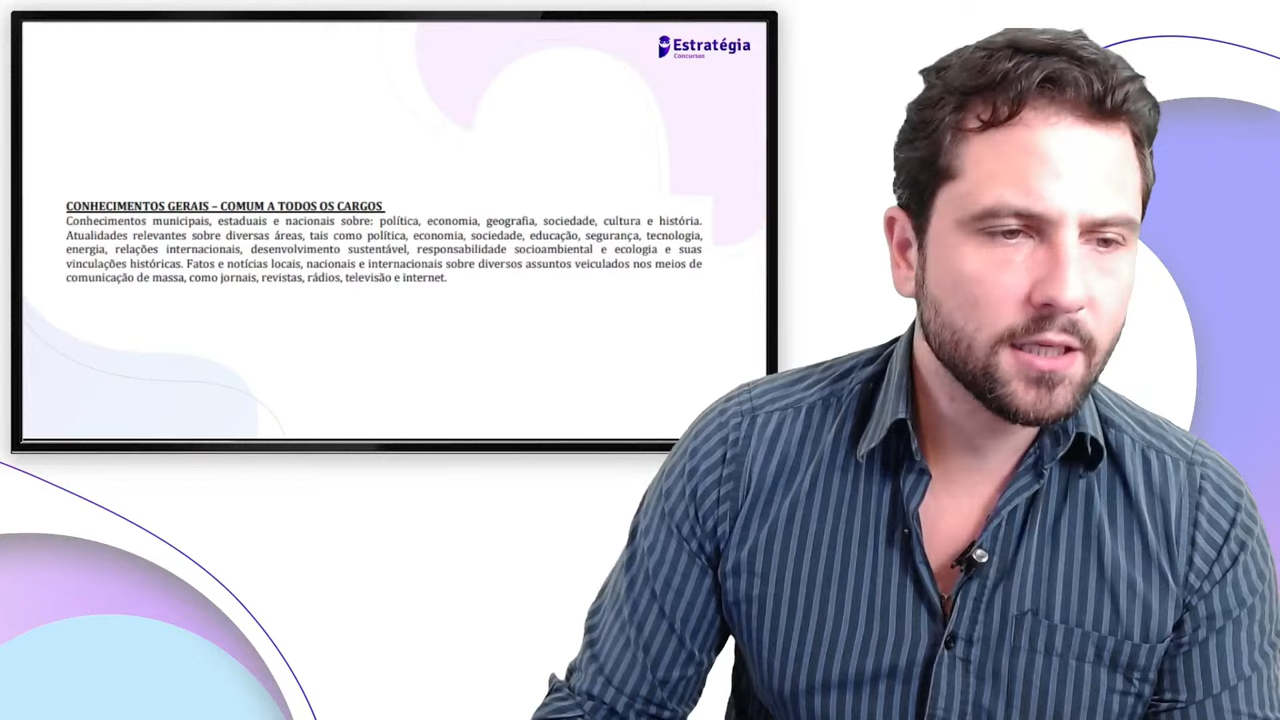 Estratégia
Concursos
CONHECIMENTOS GERAIS – COMUM A TODOS OS CARGOS
Conhecimentos municipais, estaduais e nacionais sobre: política, economia, geografia, sociedade, cultura e história.
Atualidades relevantes sobre diversas áreas, tais como política, economia, sociedade, educação, segurança, tecnologia,
energia, relações internacionais, desenvolvimento sustentável, responsabilidade socioambiental e ecologia e suas
vinculações históricas. Fatos e notícias locais, nacionais e internacionais sobre diversos assuntos veiculados nos meios de
comunicação de massa, como jornais, revistas, rádios, televisão e internet.